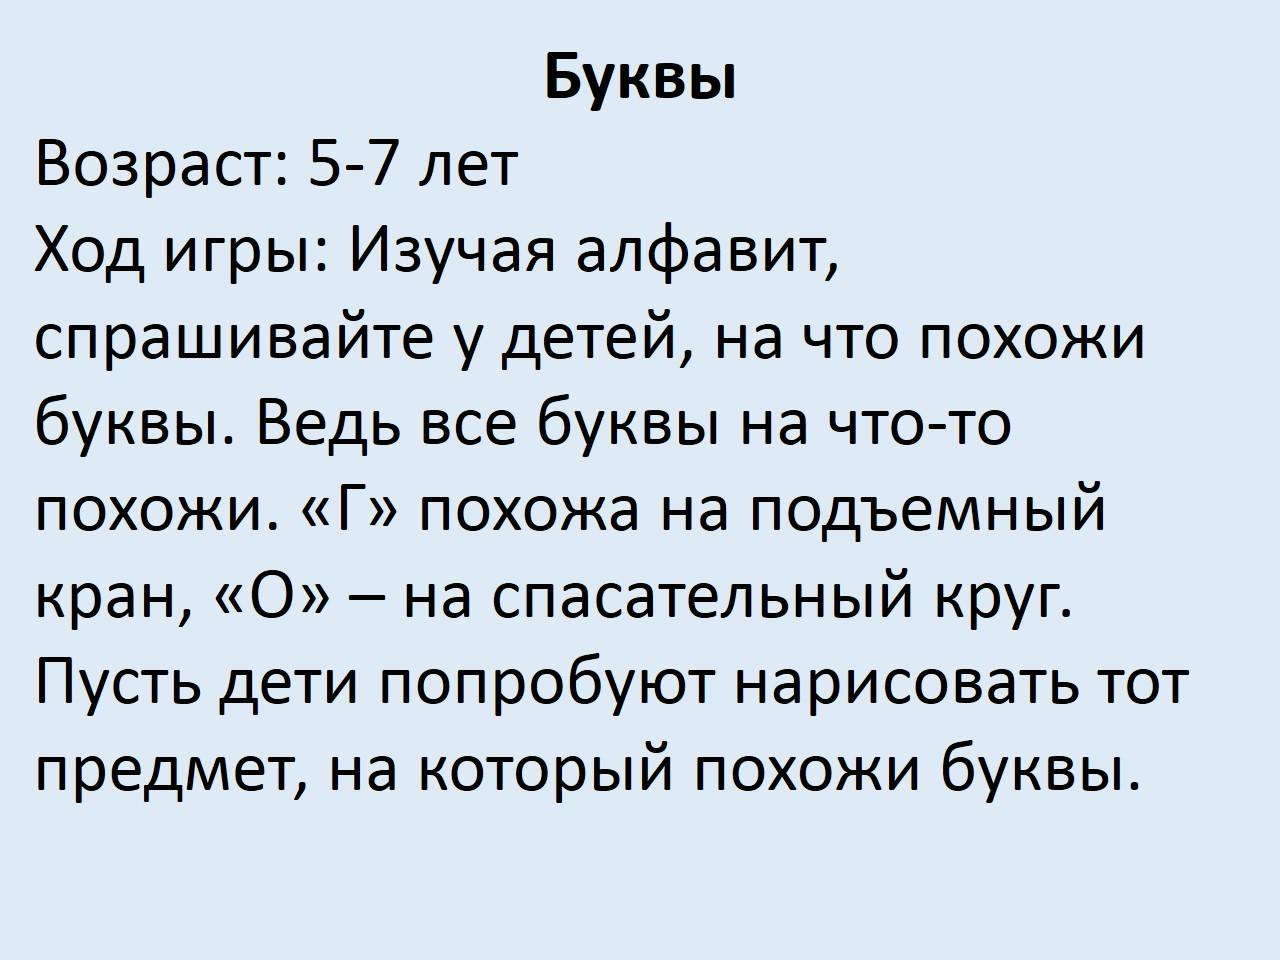 Буквы
Возраст: 5-7 лет
Ход игры: Изучая алфавит,
спрашивайте у детей, на что похожи
буквы. Ведь все буквы на что-то
похожи. «Г» похожа на подъемный
кран, «О» – на спасательный круг.
Пусть дети попробуют нарисовать тот
предмет, на который похожи буквы.